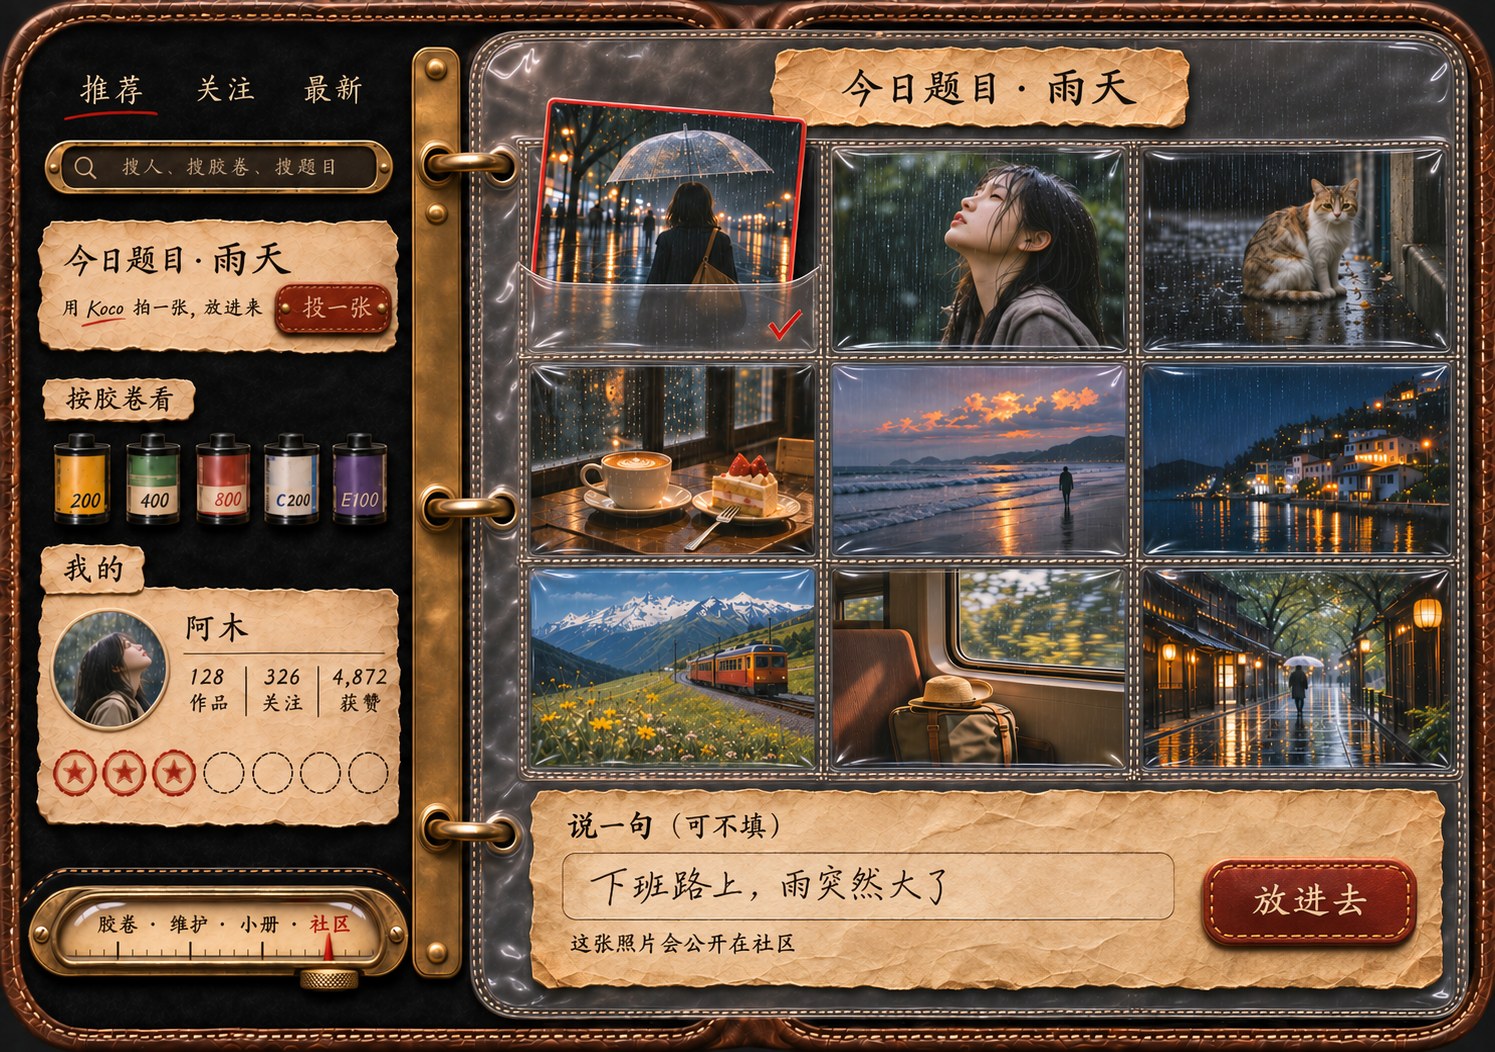 推荐 关注 最新
搜人、搜胶卷、搜题目
今日题目·雨天
用 Koco 拍一张, 放进来
投一张
按胶卷看
200
400
800
C200
E100
我的
阿木
128 326 4,872
作品 关注 获赞
胶卷 · 维护 · 小册 · 社区
今日题目 · 雨天
说一句（可不填）
下班路上，雨突然大了
这张照片会公开在社区
放进去